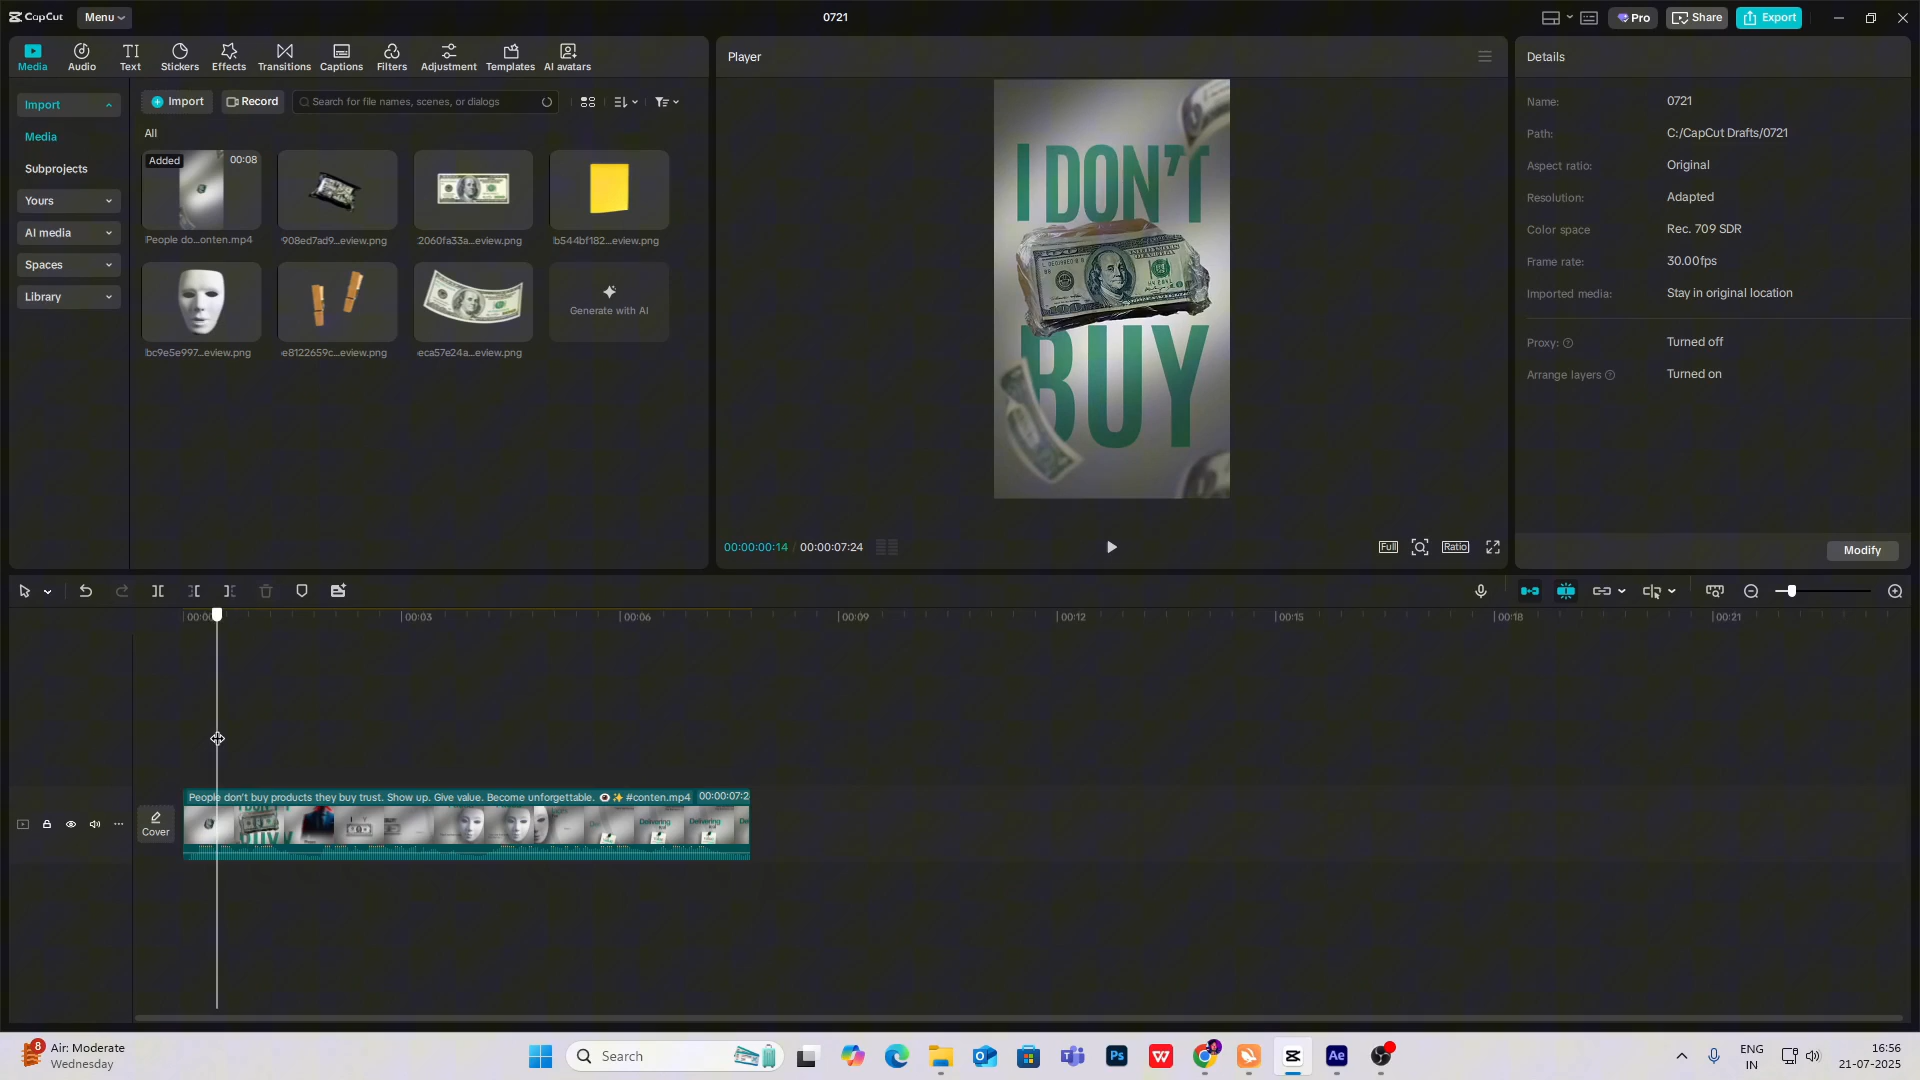 CapCut
Menu
0721
Pro
Share
Export
Media
Audio
Text
Stickers
Effects
Transitions
Captions
Filters
Adjustment
Templates
AI avatars
Import
Media
Subprojects
Yours
AI media
Spaces
Library
Import
Record
Search for file names, scenes, or dialogs
All
Added
00:08
People do...onten.mp4
908ed7ad9...eview.png
2060fa33a...eview.png
b544bf182...eview.png
bc9e5e997...eview.png
e8122659c...eview.png
eca57e24a...eview.png
Generate with AI
Player
I DON'T
BUY
00:00:00:14 / 00:00:07:24
Full
Ratio
Details
Name: 0721
Path: C:/CapCut Drafts/0721
Aspect ratio: Original
Resolution: Adapted
Color space Rec. 709 SDR
Frame rate: 30.00fps
Imported media: Stay in original location
Proxy: Turned off
Arrange layers Turned on
Modify
00:03
00:06
00:09
00:12
00:15
00:18
00:21
Cover
People don't buy products they buy trust. Show up. Give value. Become unforgettable. 👁️✨ #conten.mp4 00:00:07:2
8
Air: Moderate
Wednesday
Search
Ps
Ae
ENG
IN
16:56
21-07-2025